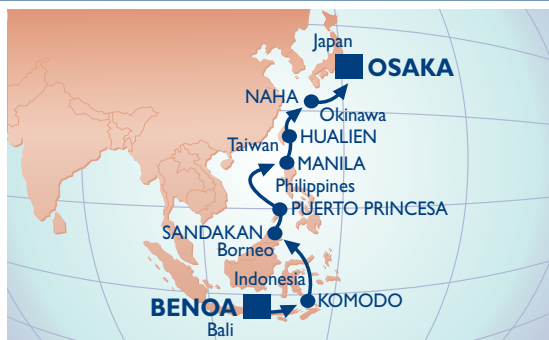 Japan
OSAKA
NAHA
Okinawa
Taiwan
HUALIEN
MANILA
Philippines
PUERTO PRINCESA
SANDAKAN
Borneo
Indonesia
BENOA
KOMODO
Bali